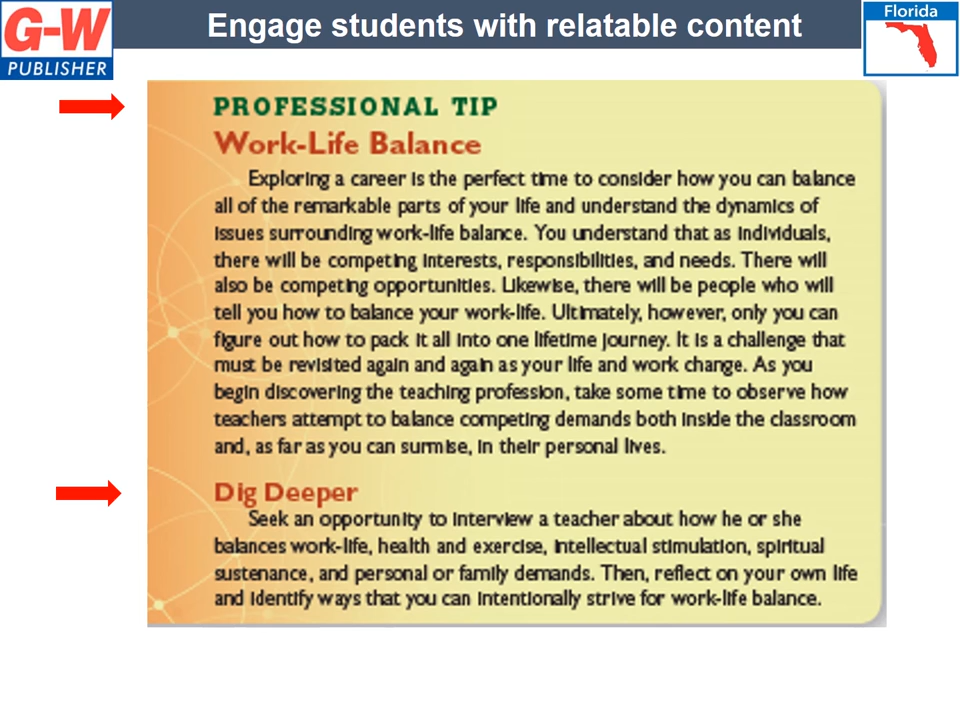 G-W
PUBLISHER
Engage students with relatable content
Florida
PROFESSIONAL TIP
Work-Life Balance
Exploring a career is the perfect time to consider how you can balance
all of the remarkable parts of your life and understand the dynamics of
issues surrounding work-life balance. You understand that as individuals,
there will be competing interests, responsibilities, and needs. There will
also be competing opportunities. Likewise, there will be people who will
tell you how to balance your work-life. Ultimately, however, only you can
figure out how to pack it all into one lifetime journey. It is a challenge that
must be revisited again and again as your life and work change. As you
begin discovering the teaching profession, take some time to observe how
teachers attempt to balance competing demands both inside the classroom
and, as far as you can surmise, in their personal lives.
Dig Deeper
Seek an opportunity to interview a teacher about how he or she
balances work-life, health and exercise, intellectual stimulation, spiritual
sustenance, and personal or family demands. Then, reflect on your own life
and identify ways that you can intentionally strive for work-life balance.